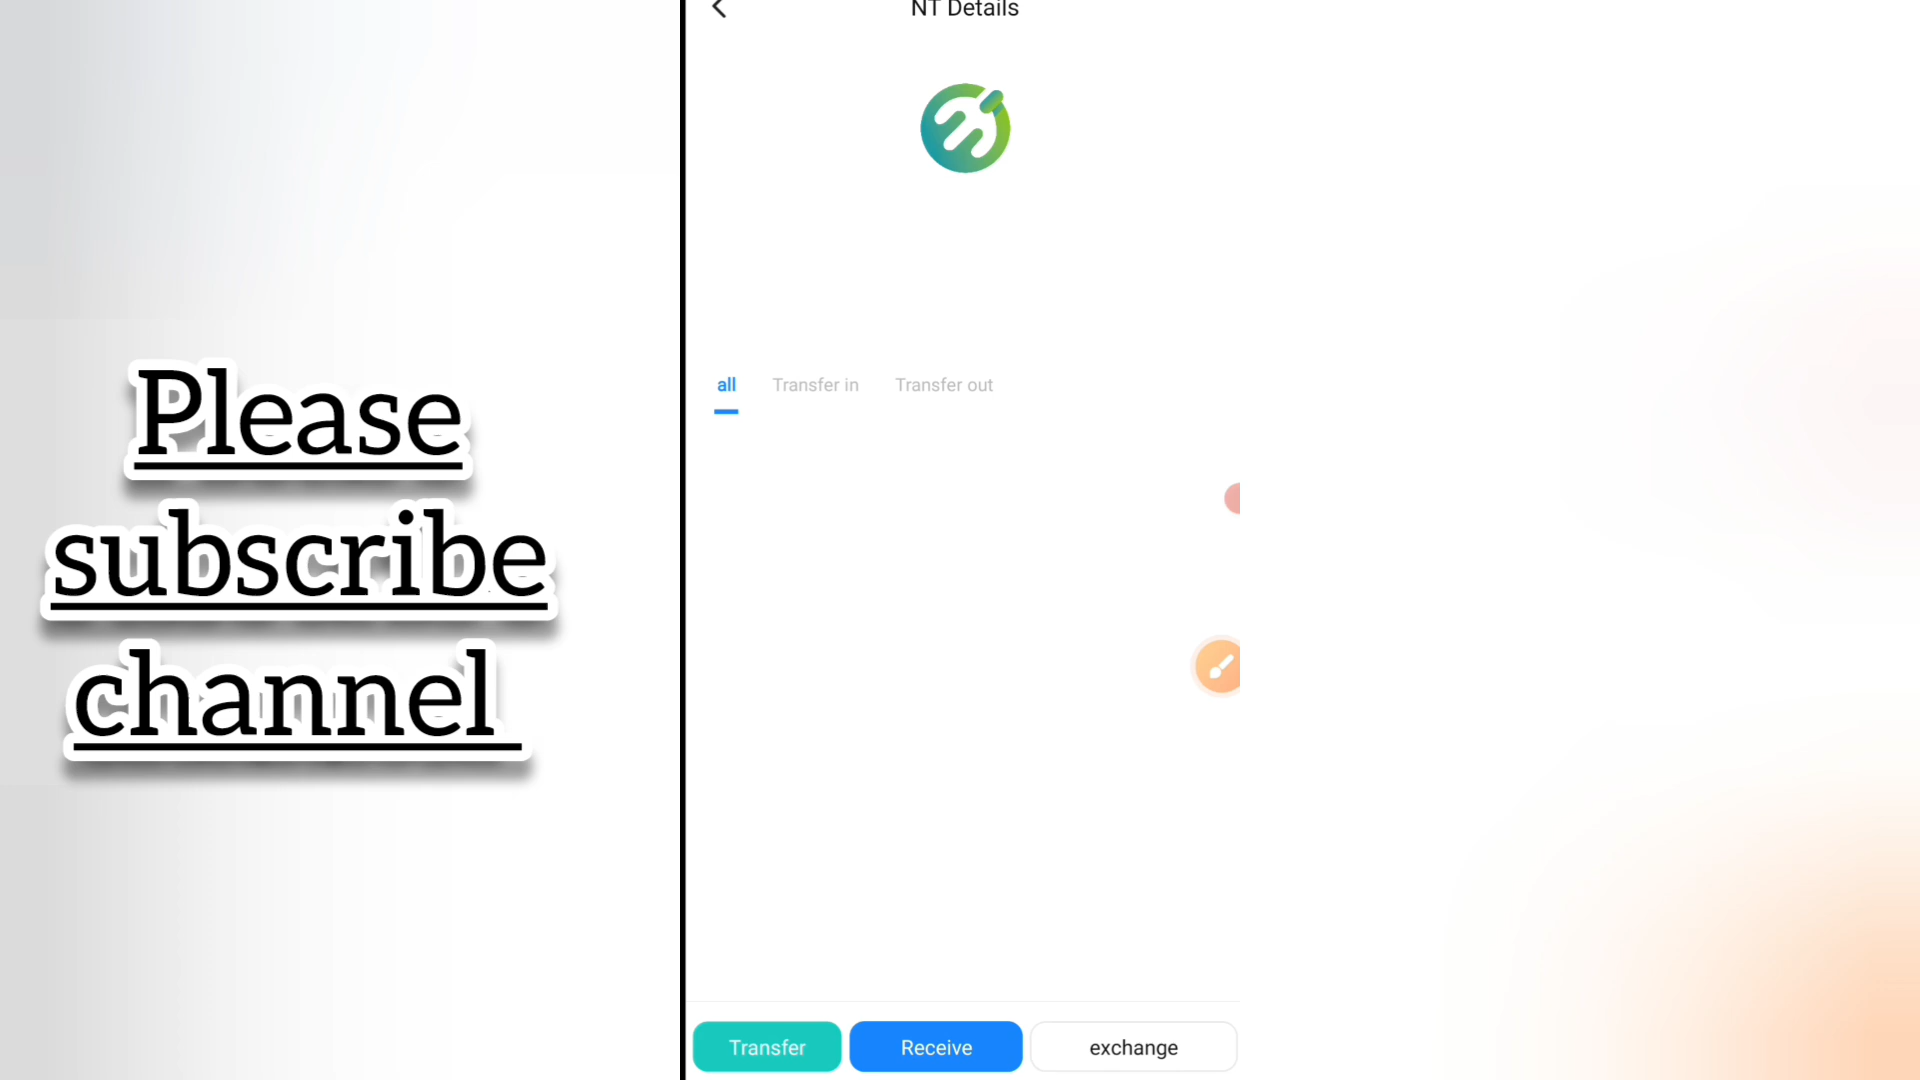 NT Details
Please
subscribe
channel
all Transfer in Transfer out
Transfer Receive exchange